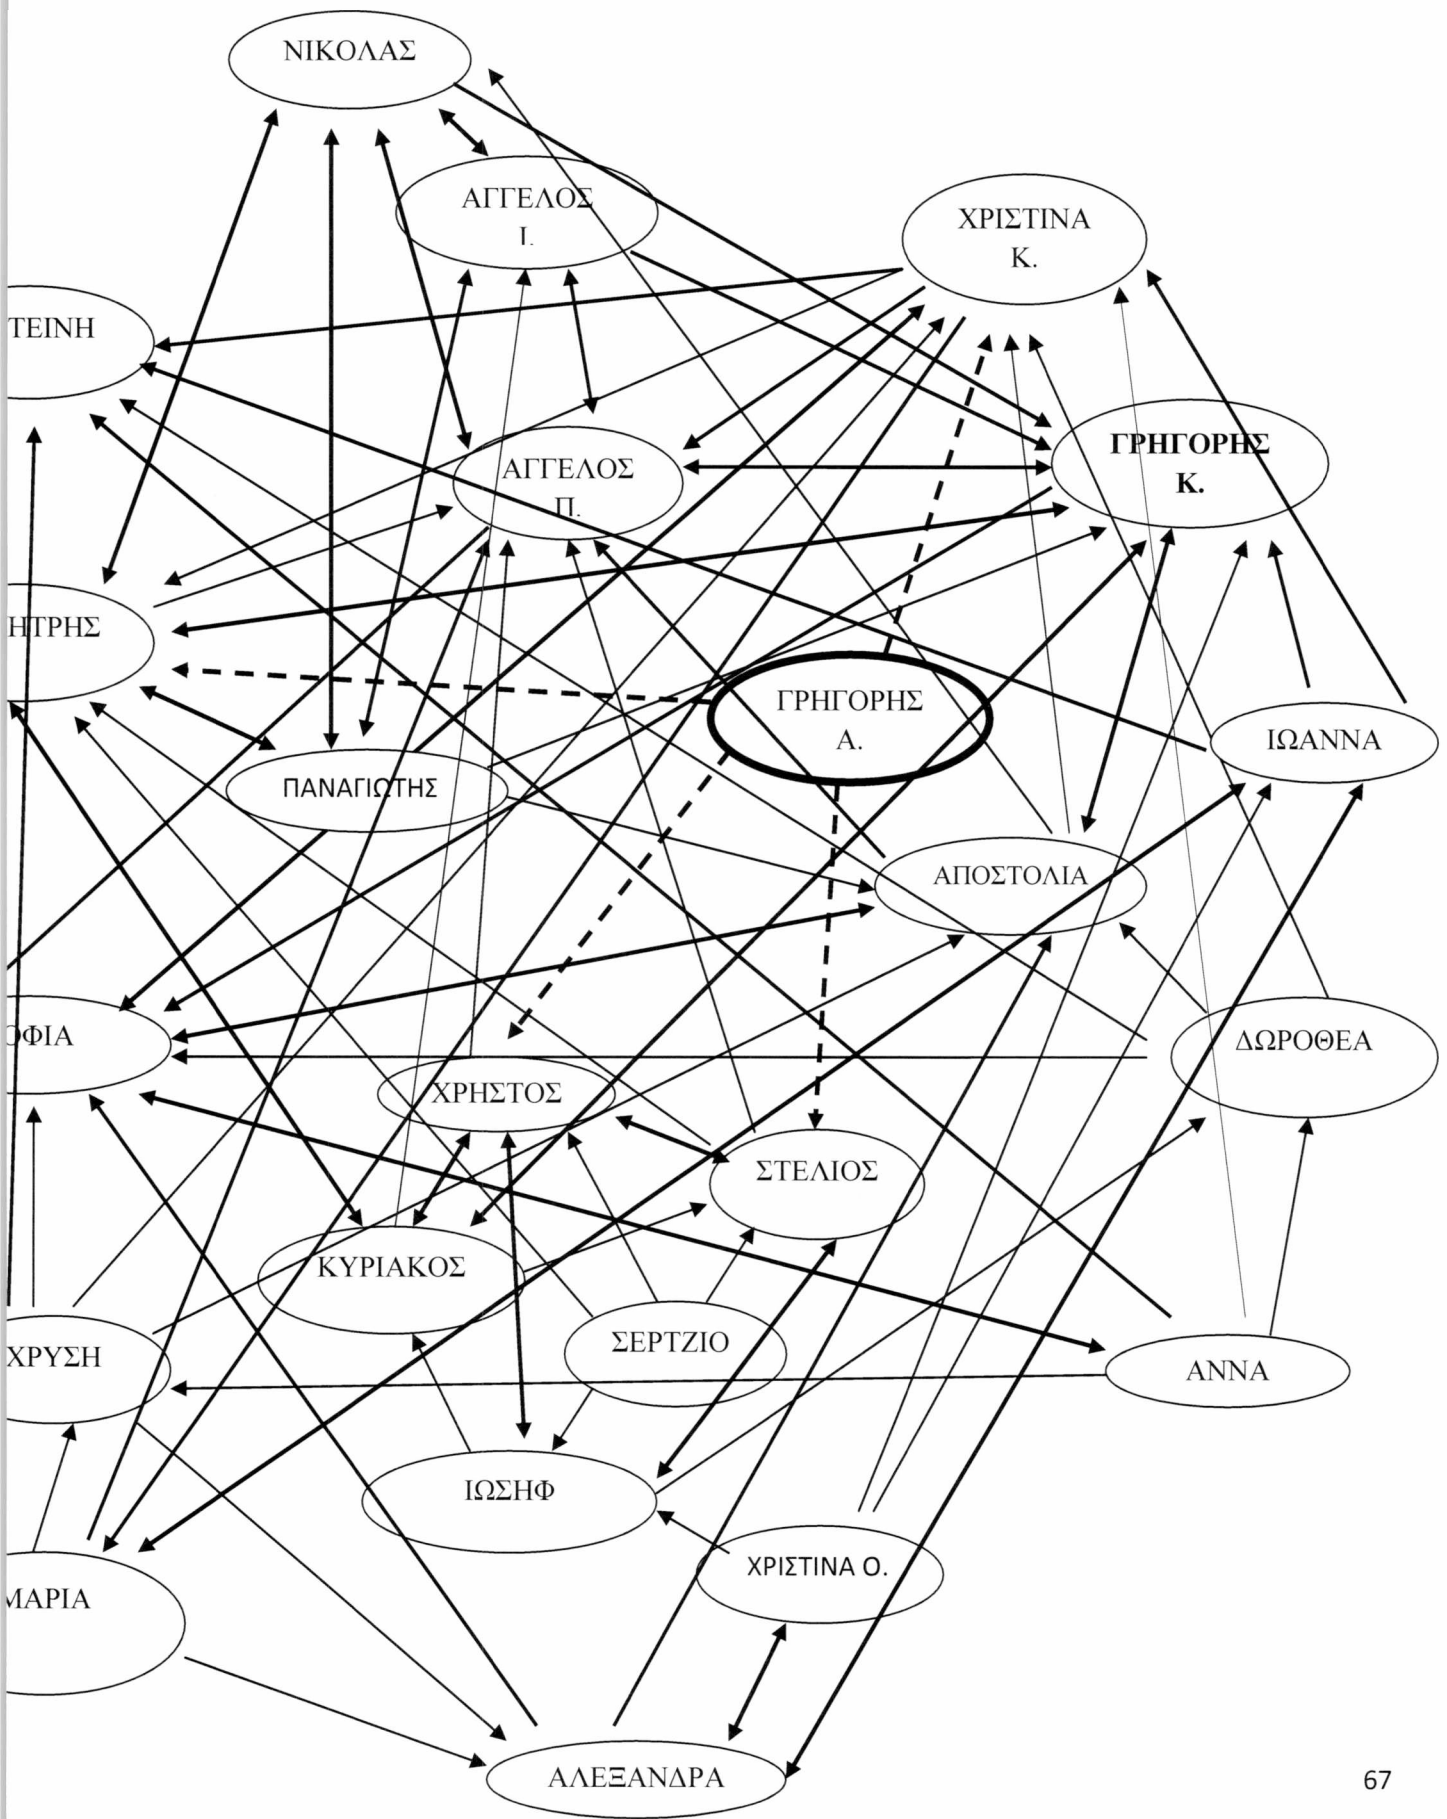 ΝΙΚΟΛΑΣ
ΑΓΓΕΛΟΣ
Ι.
ΧΡΙΣΤΙΝΑ
Κ.
ΤΕΙΝΗ
ΓΡΗΓΟΡΗΣ
Κ.
ΑΓΓΕΛΟΣ
Π.
ΗΤΡΗΣ
ΓΡΗΓΟΡΗΣ
Α.
ΙΩΑΝΝΑ
ΠΑΝΑΓΙΩΤΗΣ
ΑΠΟΣΤΟΛΙΑ
ΟΦΙΑ
ΔΩΡΟΘΕΑ
ΧΡΗΣΤΟΣ
ΣΤΕΛΙΟΣ
ΚΥΡΙΑΚΟΣ
ΣΕΡΤΖΙΟ
ΧΡΥΣΗ
ΑΝΝΑ
ΙΩΣΗΦ
ΧΡΙΣΤΙΝΑ Ο.
ΜΑΡΙΑ
ΑΛΕΞΑΝΔΡΑ
67